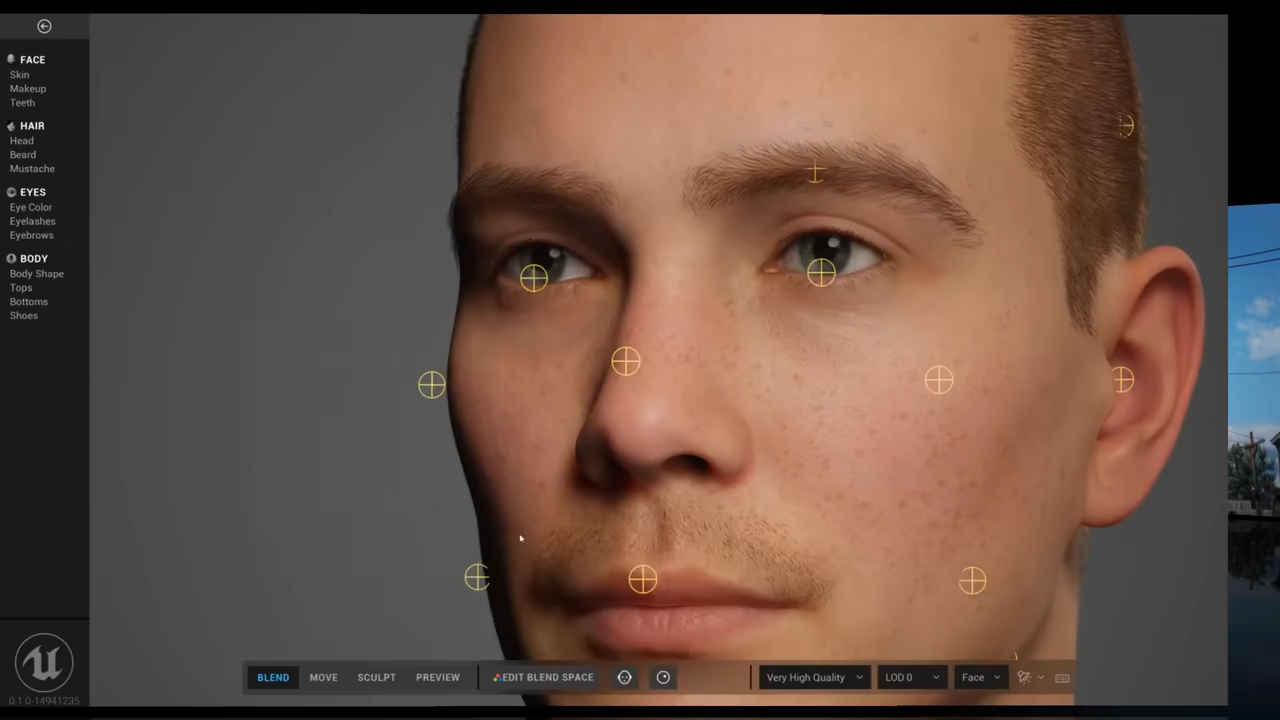 FACE
Skin
Makeup
Teeth
HAIR
Head
Beard
Mustache
EYES
Eye Color
Eyelashes
Eyebrows
BODY
Body Shape
Tops
Bottoms
Shoes
0.1.0-14941235
BLEND MOVE SCULPT PREVIEW EDIT BLEND SPACE Very High Quality LOD 0 Face